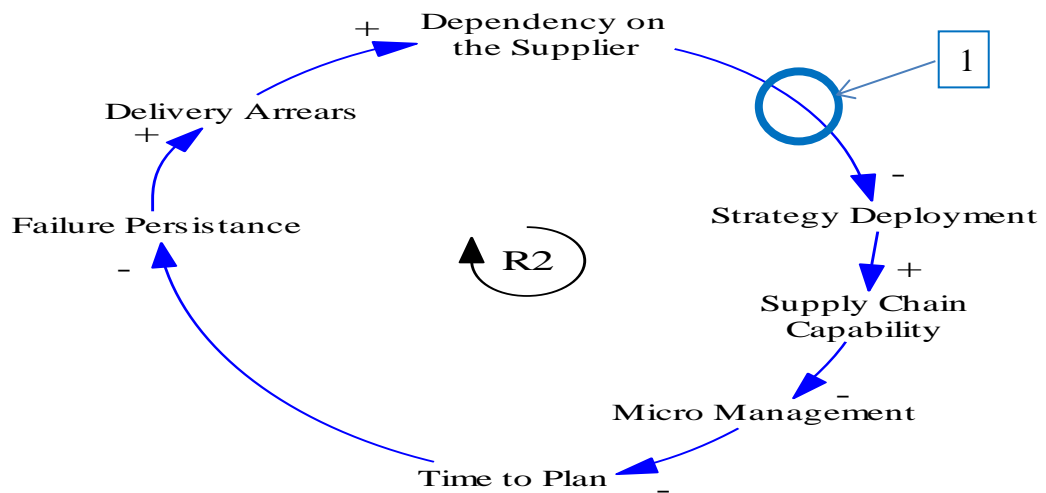 +
Dependency on
the Supplier
1
Delivery Arrears
+
-
Strategy Deployment
Failure Persistance
-
R2
+
Supply Chain
Capability
-
Micro Management
Time to Plan
-